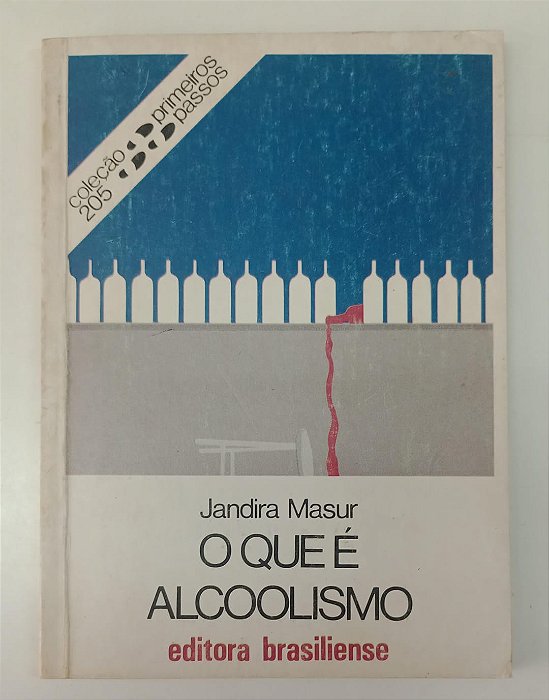 coleção primeiros
205 passos
Jandira Masur
O QUE É
ALCOOLISMO
editora brasiliense